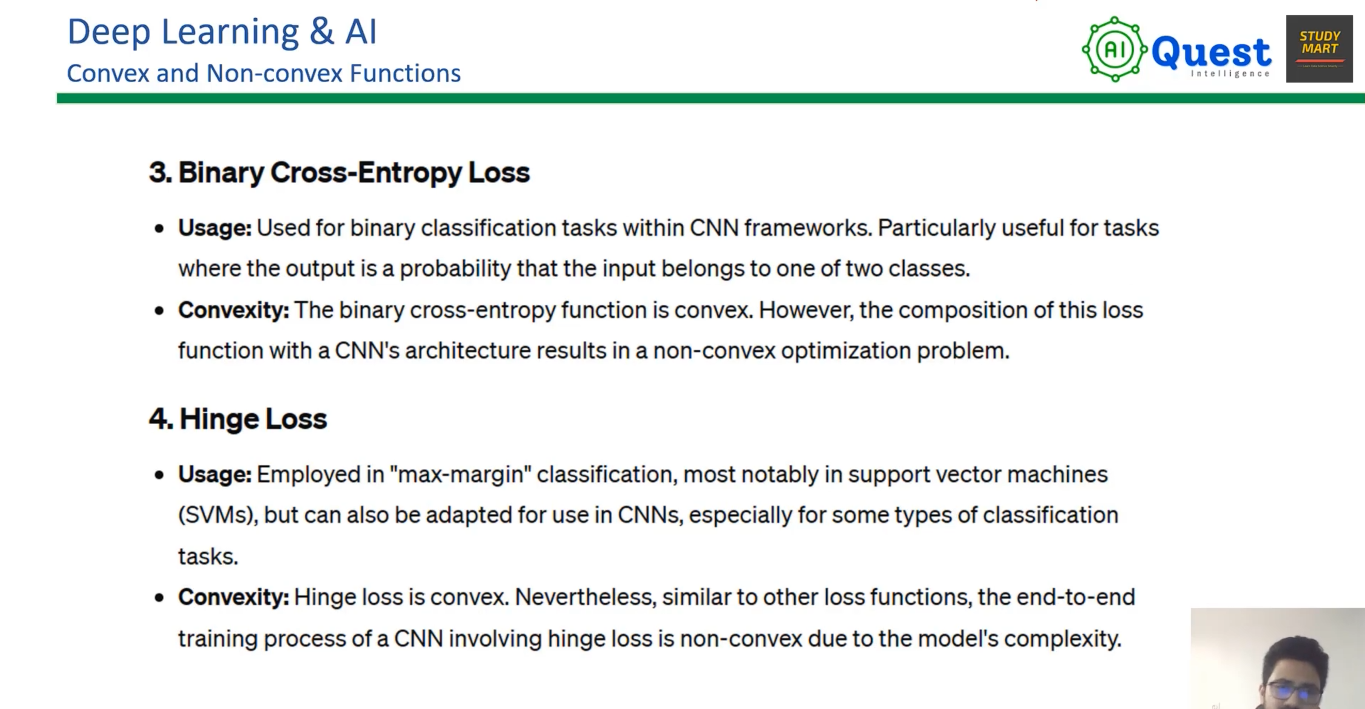 Deep Learning & AI
Convex and Non-convex Functions
AI Quest
Intelligence
STUDY
MART
3. Binary Cross-Entropy Loss
• Usage: Used for binary classification tasks within CNN frameworks. Particularly useful for tasks
where the output is a probability that the input belongs to one of two classes.
• Convexity: The binary cross-entropy function is convex. However, the composition of this loss
function with a CNN's architecture results in a non-convex optimization problem.
4. Hinge Loss
• Usage: Employed in "max-margin" classification, most notably in support vector machines
(SVMs), but can also be adapted for use in CNNs, especially for some types of classification
tasks.
• Convexity: Hinge loss is convex. Nevertheless, similar to other loss functions, the end-to-end
training process of a CNN involving hinge loss is non-convex due to the model's complexity.